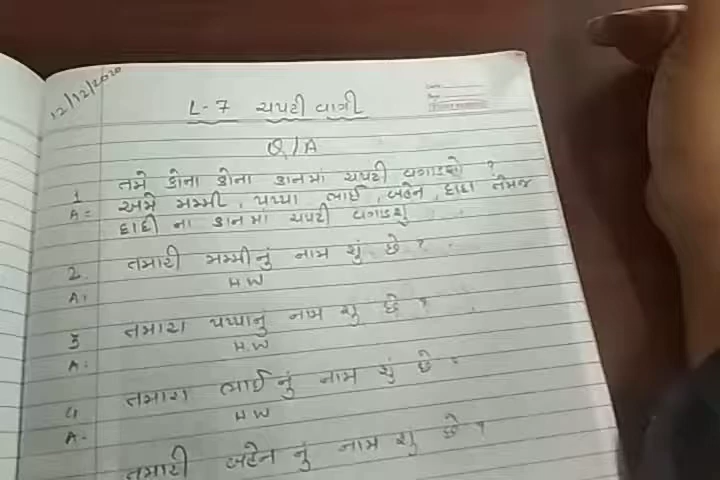 12/12/2020
L-7 ચપટી વાગી
Q/A
1 તમે કોના કોના કાનમાં ચપટી વગાડશો ?
A= અમે મમ્મી, પપ્પા ભાઈ, બહેન, દાદા તેમજ
દાદી ના કાનમાં ચપટી વગાડશું
2. તમારી મમ્મીનું નામ શું છે ?
A. H.W
3 તમારા પપ્પાનું નામ શું છે ?
A: H.W
4 તમારા ભાઈનું નામ શું છે ?
A- H.W
તમારી બહેન નું નામ શું છે ?